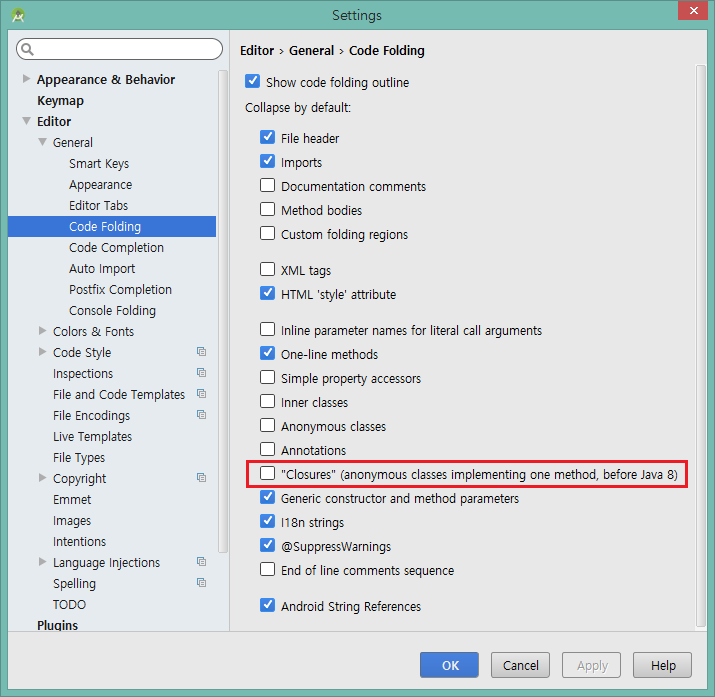 Settings
Appearance & Behavior
Keymap
Editor
General
Smart Keys
Appearance
Editor Tabs
Code Folding
Code Completion
Auto Import
Postfix Completion
Console Folding
Colors & Fonts
Code Style
Inspections
File and Code Templates
File Encodings
Live Templates
File Types
Copyright
Emmet
Images
Intentions
Language Injections
Spelling
TODO
Plugins
Editor › General › Code Folding
Show code folding outline
Collapse by default:
File header
Imports
Documentation comments
Method bodies
Custom folding regions
XML tags
HTML 'style' attribute
Inline parameter names for literal call arguments
One-line methods
Simple property accessors
Inner classes
Anonymous classes
Annotations
"Closures" (anonymous classes implementing one method, before Java 8)
Generic constructor and method parameters
I18n strings
@SuppressWarnings
End of line comments sequence
Android String References
OK
Cancel
Apply
Help